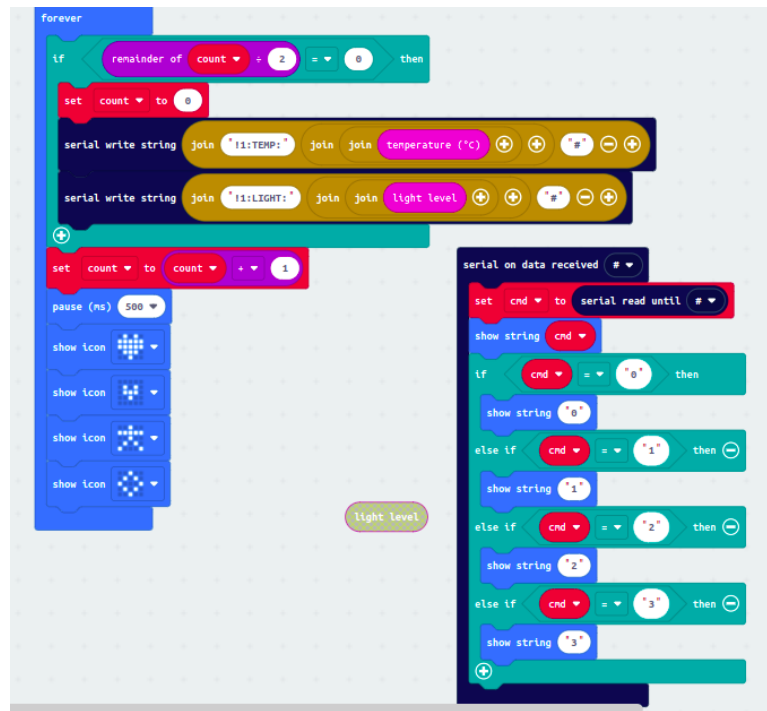 forever
if remainder of count ÷ 2 = 0 then
set count to 0
serial write string join "!1:TEMP:" join join temperature (°C) "#"
serial write string join "!1:LIGHT:" join join light level "#"
set count to count + 1
pause (ms) 500
show icon
show icon
show icon
show icon
light level
serial on data received #
set cmd to serial read until #
show string cmd
if cmd = "0" then
show string "0"
else if cmd = "1" then
show string "1"
else if cmd = "2" then
show string "2"
else if cmd = "3" then
show string "3"